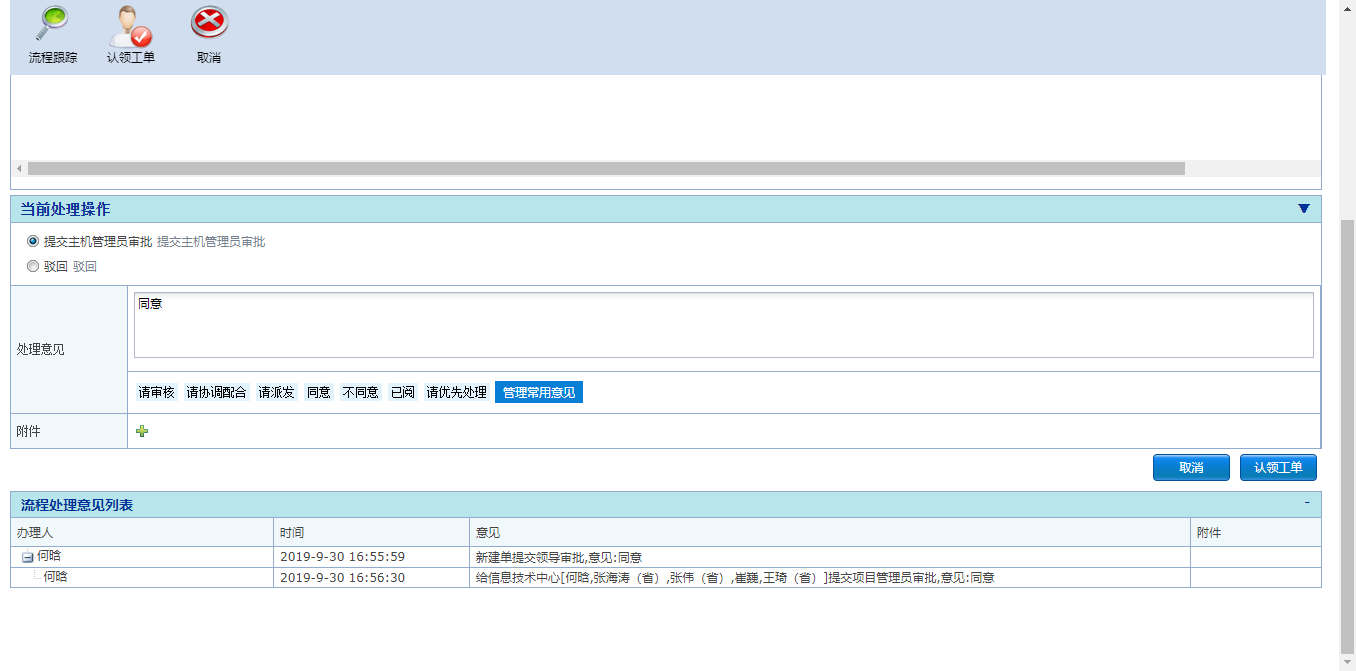 流程跟踪 认领工单 取消
当前处理操作
提交主机管理员审批 提交主机管理员审批
驳回 驳回
同意
处理意见
请审核 请协调配合 请派发 同意 不同意 已阅 请优先处理 管理常用意见
附件
取消 认领工单
流程处理意见列表 -
办理人 时间 意见 附件
何晗 2019-9-30 16:55:59 新建单提交领导审批,意见:同意
何晗 2019-9-30 16:56:30 给信息技术中心[何晗,张海涛（省）,张伟（省）,崔巍,王琦（省）]提交项目管理员审批,意见:同意